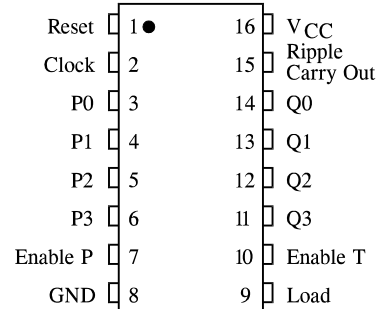 Reset 1 16 VCC
Clock 2 15 Ripple Carry Out
P0 3 14 Q0
P1 4 13 Q1
P2 5 12 Q2
P3 6 11 Q3
Enable P 7 10 Enable T
GND 8 9 Load